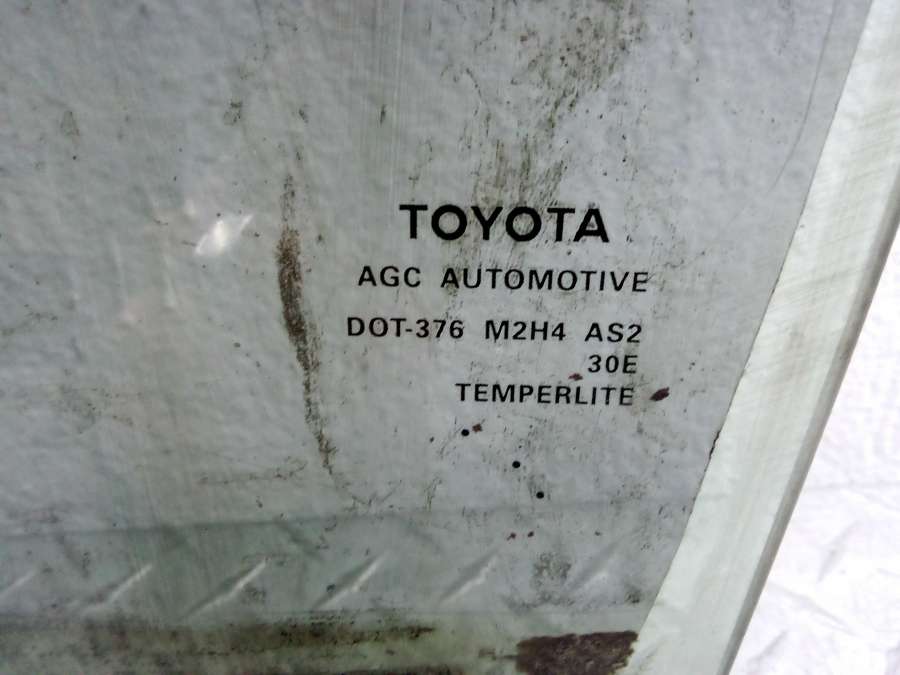 TOYOTA
AGC AUTOMOTIVE
DOT-376 M2H4 AS2
30E
TEMPERLITE